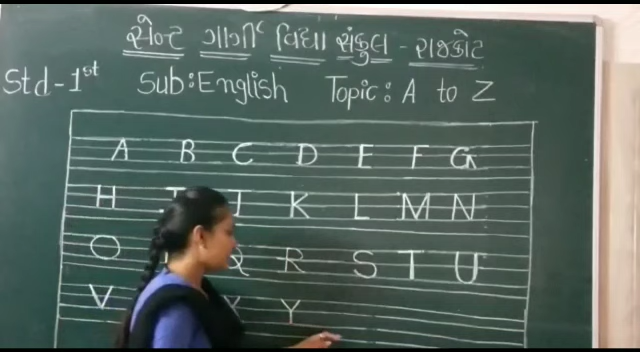 સેન્ટ ગાર્ગી વિદ્યા સંકુલ - રાજકોટ
Std-1st Sub:English Topic: A to Z
A B C D E F G
H J K L M N
O Q R S T U
V Y